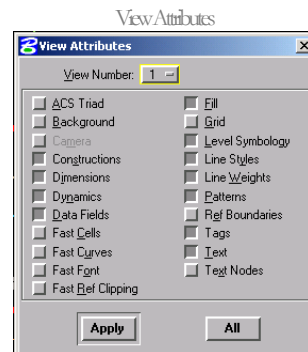 View Attributes
View Attributes
View Number: 1
ACS Triad
Background
Camera
Constructions
Dimensions
Dynamics
Data Fields
Fast Cells
Fast Curves
Fast Font
Fast Ref Clipping
Fill
Grid
Level Symbology
Line Styles
Line Weights
Patterns
Ref Boundaries
Tags
Text
Text Nodes
Apply
All